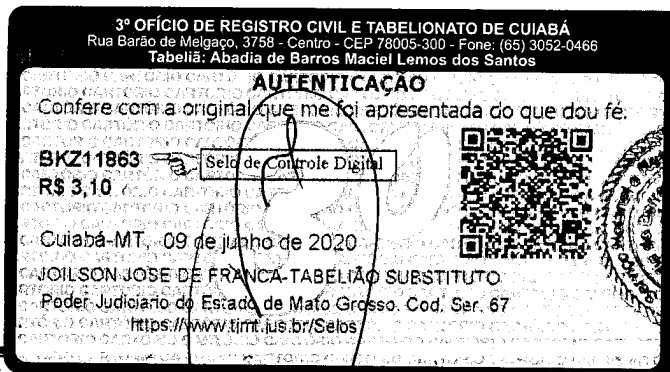 3º OFÍCIO DE REGISTRO CIVIL E TABELIONATO DE CUIABÁ
Rua Barão de Melgaço, 3758 - Centro - CEP 78005-300 - Fone: (65) 3052-0466
Tabeliã: Abadia de Barros Maciel Lemos dos Santos
AUTENTICAÇÃO
Confere com a original que me foi apresentada do que dou fé.
BKZ11863 Selo de Controle Digital
R$ 3,10
Cuiabá-MT, 09 de junho de 2020
JOILSON JOSE DE FRANCA-TABELIÃO SUBSTITUTO
Poder Judiciario do Estado de Mato Grosso. Cod. Ser. 67
https://www.tjmt.jus.br/Selos